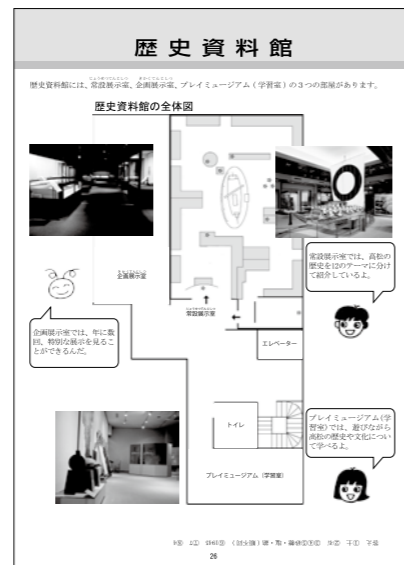 歴史資料館
歴史資料館には、常設展示室、企画展示室、プレイミュージアム(学習室)の3つの部屋があります。
歴史資料館の全体図
常設展示室では、高松の
歴史を12のテーマに分け
て紹介しているよ。
企画展示室
常設展示室
企画展示室では、年に数
回、特別な展示を見るこ
とができるんだ。
エレベーター
トイレ
プレイミュージアム(学
習室)では、遊びながら
高松の歴史や文化につい
て学べるよ。
プレイミュージアム(学習室)
26